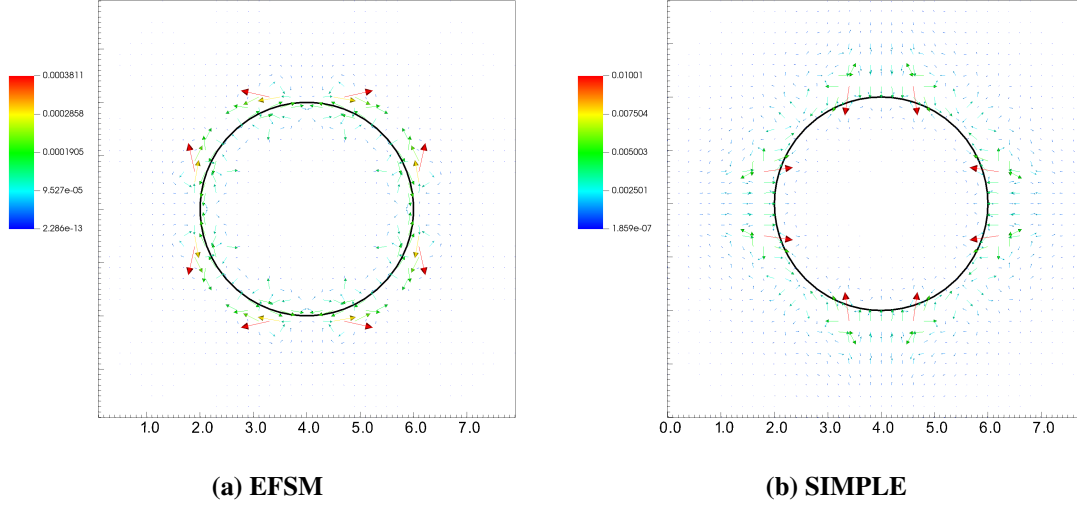 0.0003811
0.0002858
0.0001905
9.527e-05
2.286e-13
1.0 2.0 3.0 4.0 5.0 6.0 7.0
(a) EFSM
0.01001
0.007504
0.005003
0.002501
1.859e-07
0.0 1.0 2.0 3.0 4.0 5.0 6.0 7.0
(b) SIMPLE